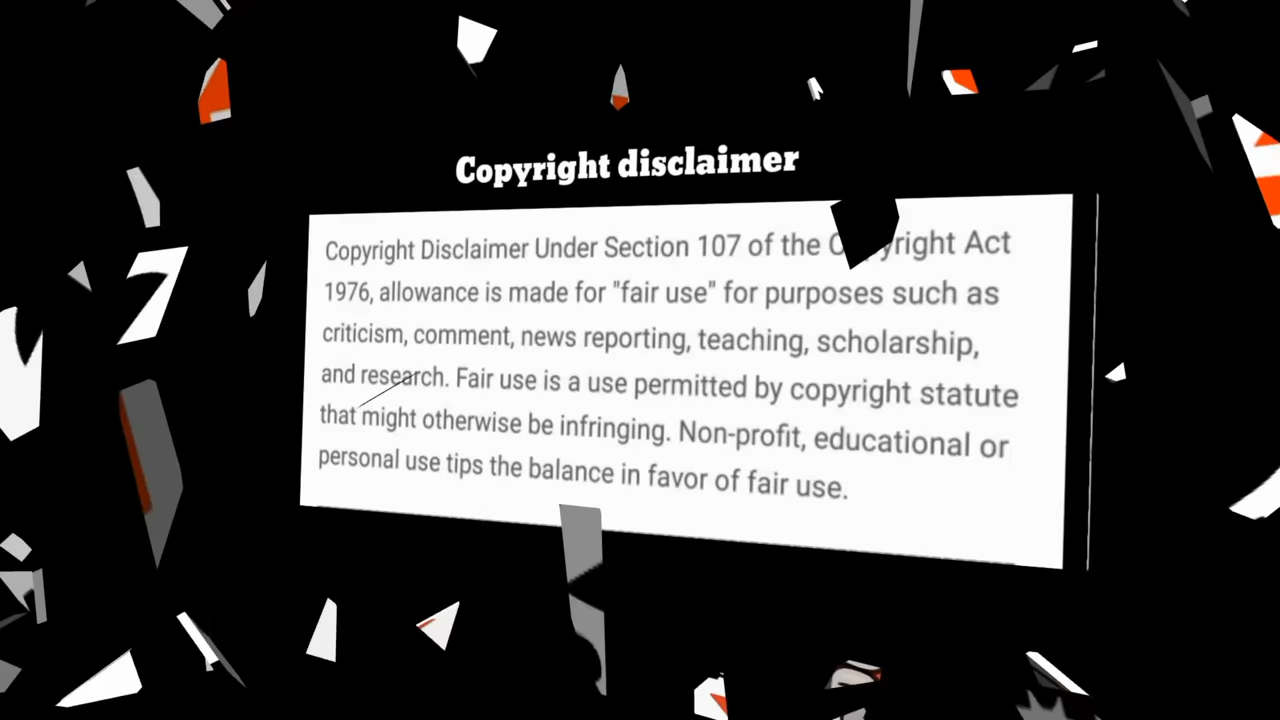 Copyright disclaimer
Copyright Disclaimer Under Section 107 of the Copyright Act
1976, allowance is made for "fair use" for purposes such as
criticism, comment, news reporting, teaching, scholarship,
and research. Fair use is a use permitted by copyright statute
that might otherwise be infringing. Non-profit, educational or
personal use tips the balance in favor of fair use.